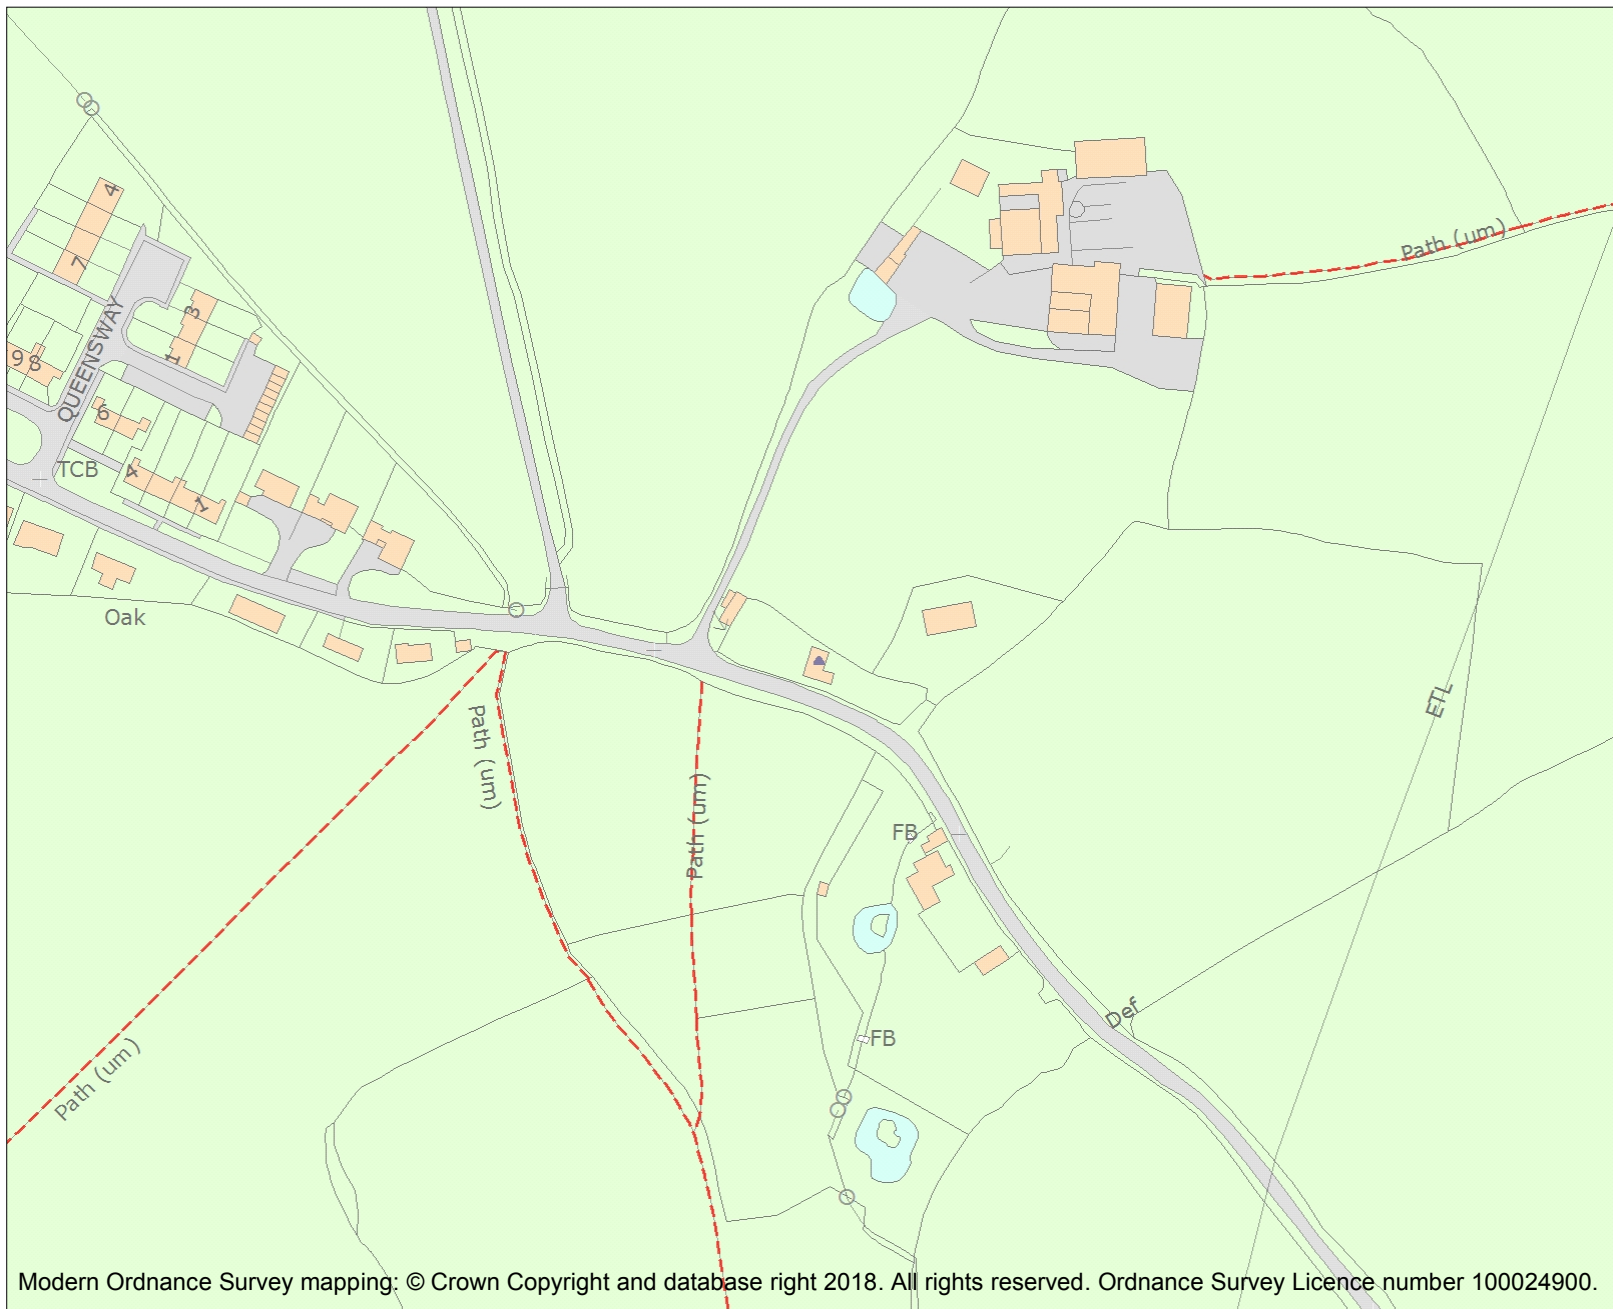 4
7
Path (um)
3
1
QUEENSWAY
9 8
6
TCB
4
1
Oak
ETL
Path (um)
Path (um)
FB
Def
FB
Path (um)
Modern Ordnance Survey mapping: © Crown Copyright and database right 2018. All rights reserved. Ordnance Survey Licence number 100024900.